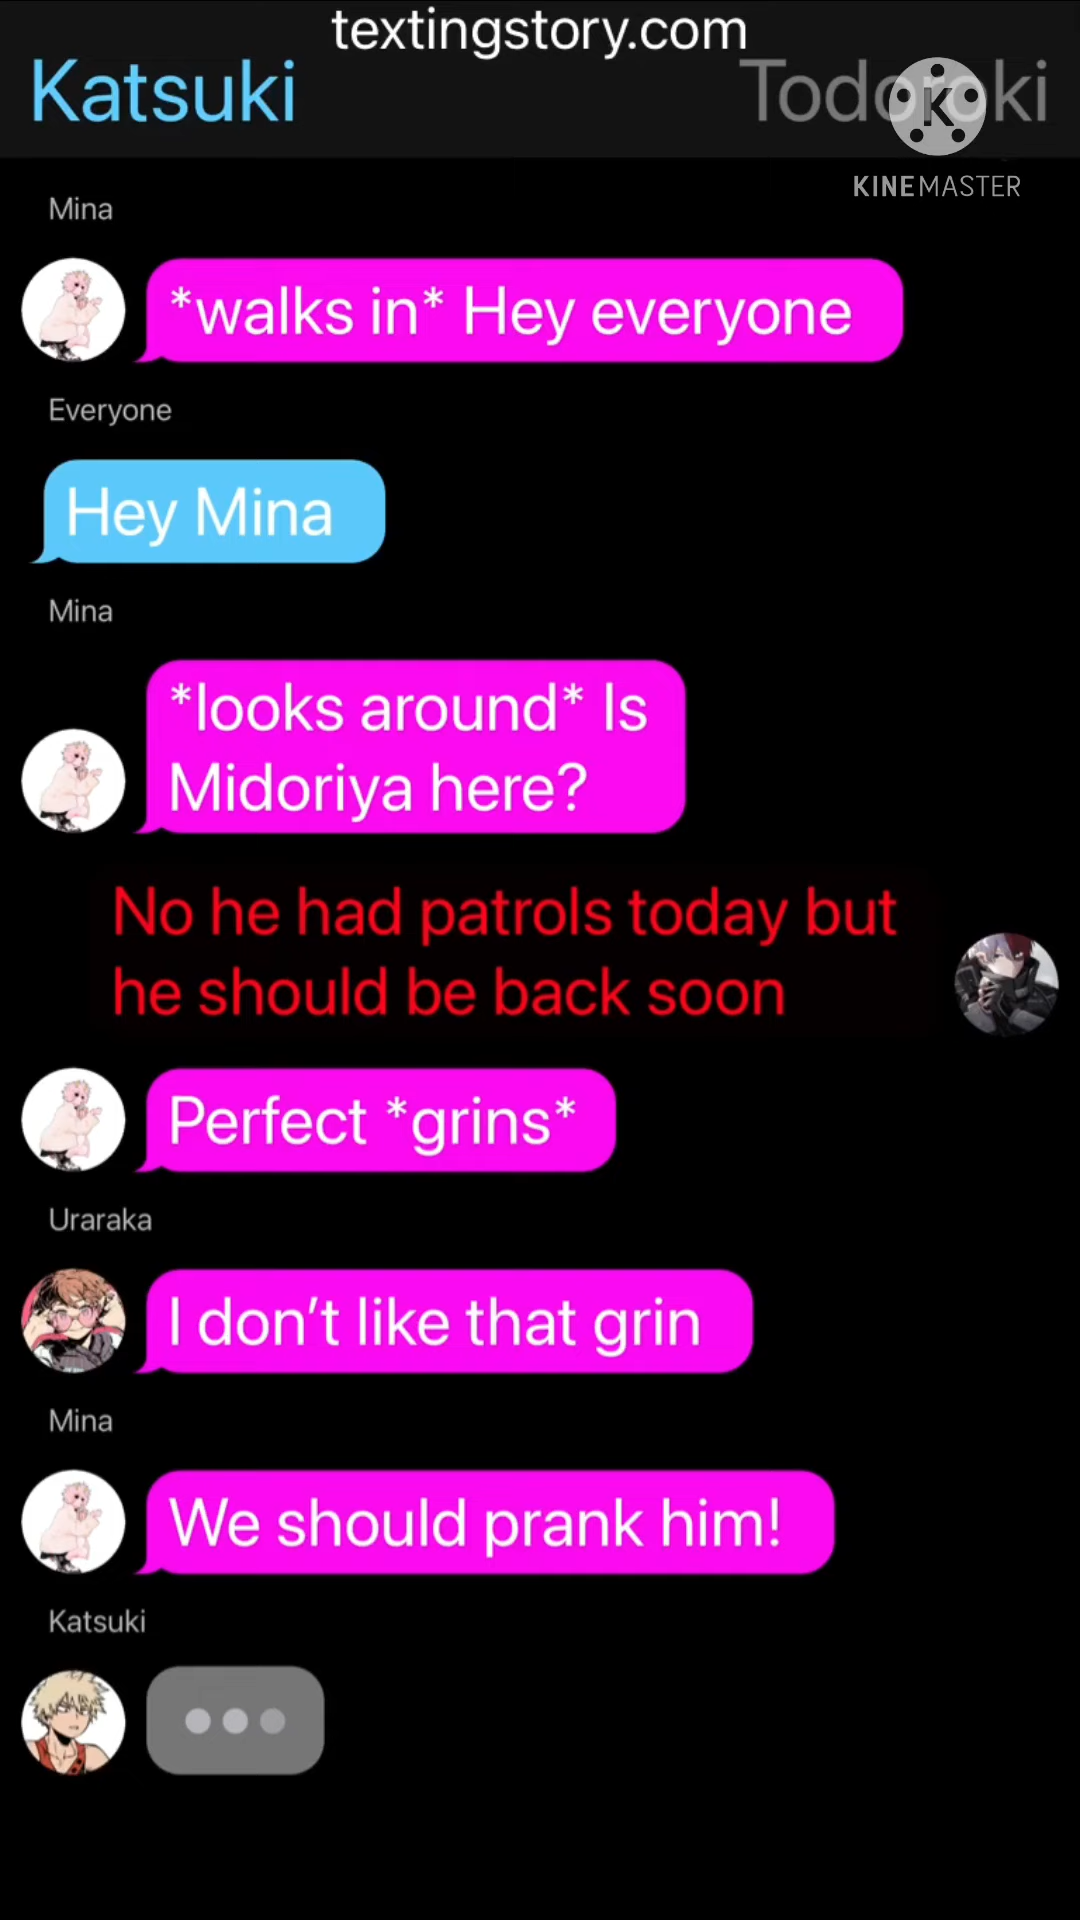 textingstory.com
Katsuki
Todoroki
KINEMASTER
Mina
*walks in* Hey everyone
Everyone
Hey Mina
Mina
*looks around* Is
Midoriya here?
No he had patrols today but
he should be back soon
Perfect *grins*
Uraraka
I don’t like that grin
Mina
We should prank him!
Katsuki